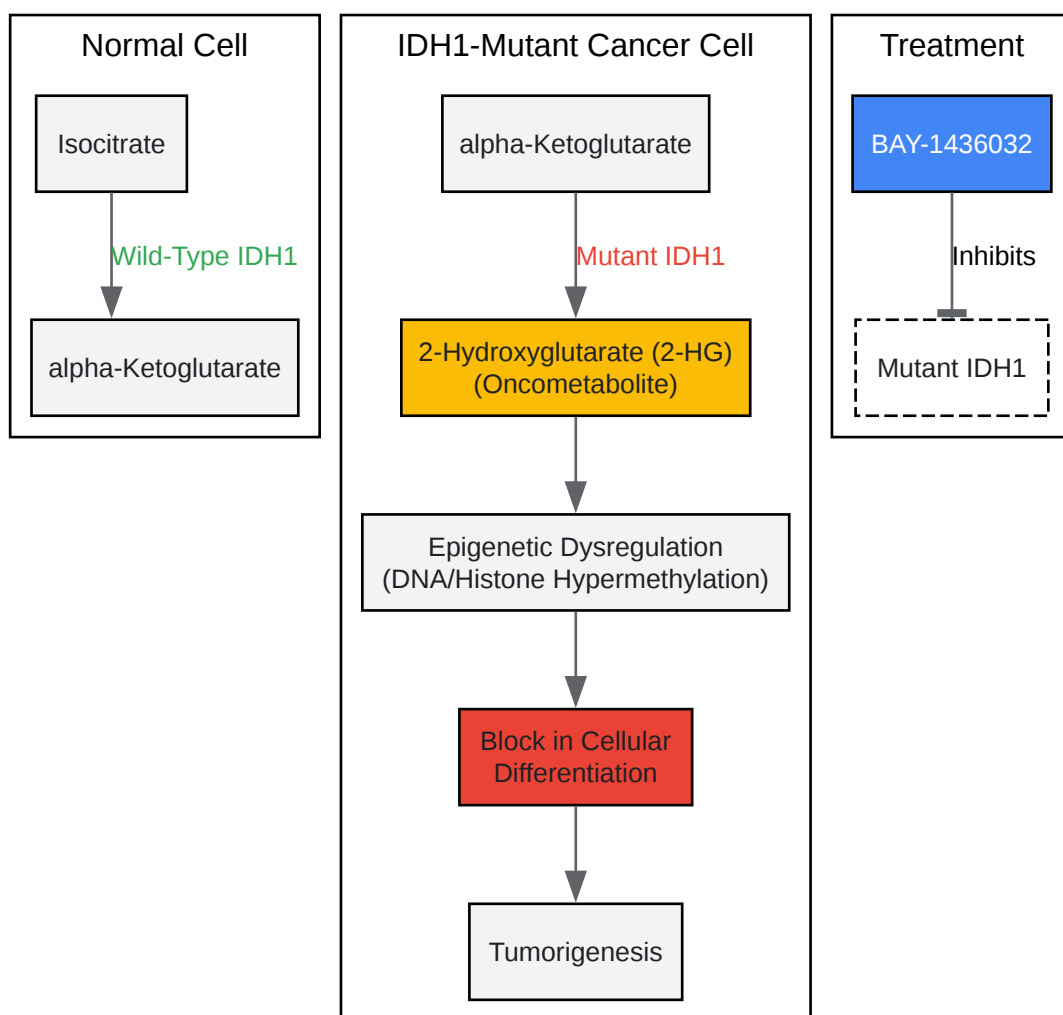 Normal Cell
Isocitrate
Wild-Type IDH1
alpha-Ketoglutarate
IDH1-Mutant Cancer Cell
alpha-Ketoglutarate
Mutant IDH1
2-Hydroxyglutarate (2-HG)
(Oncometabolite)
Epigenetic Dysregulation
(DNA/Histone Hypermethylation)
Block in Cellular
Differentiation
Tumorigenesis
Treatment
BAY-1436032
Inhibits
Mutant IDH1